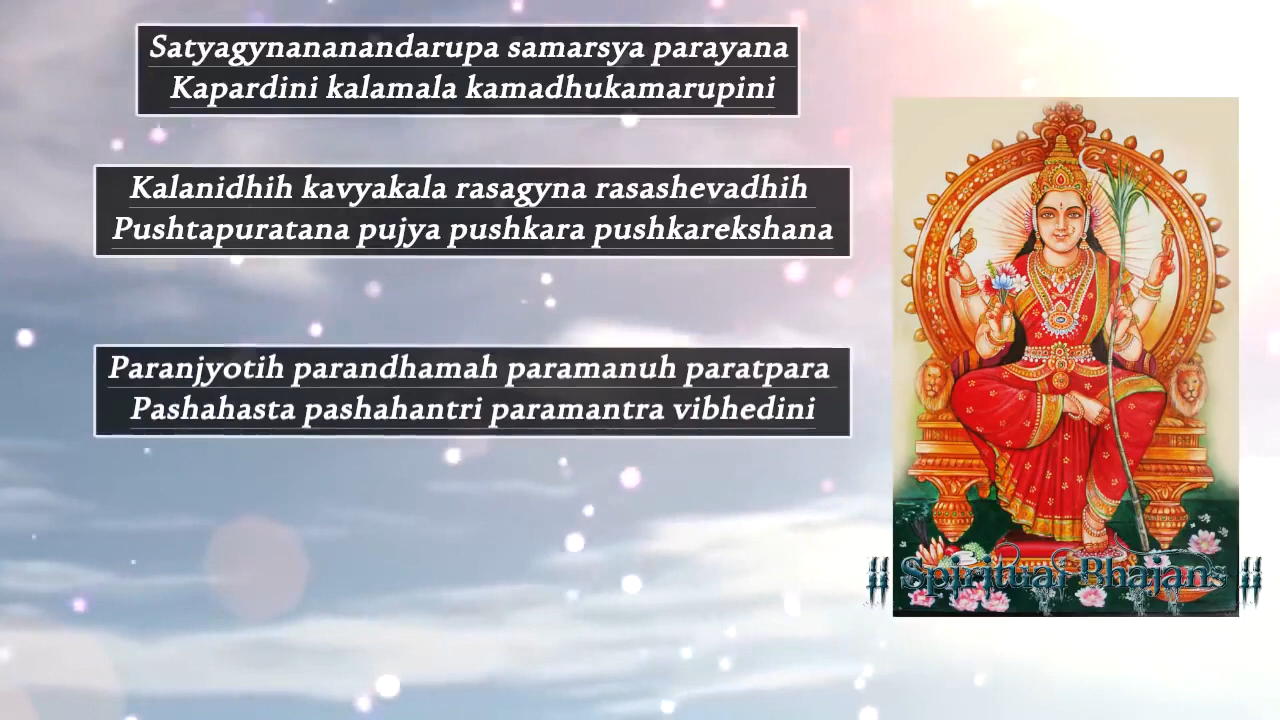 Satyagynananandarupa samarsya parayana
Kapardini kalamala kamadhukamarupini
Kalanidhih kavyakala rasagyna rasashevadhih
Pushtapuratana pujya pushkara pushkarekshana
Paranjyotih parandhamah paramanuh paratpara
Pashahasta pashahantri paramantra vibhedini
|| Spiritual Bhajans ||